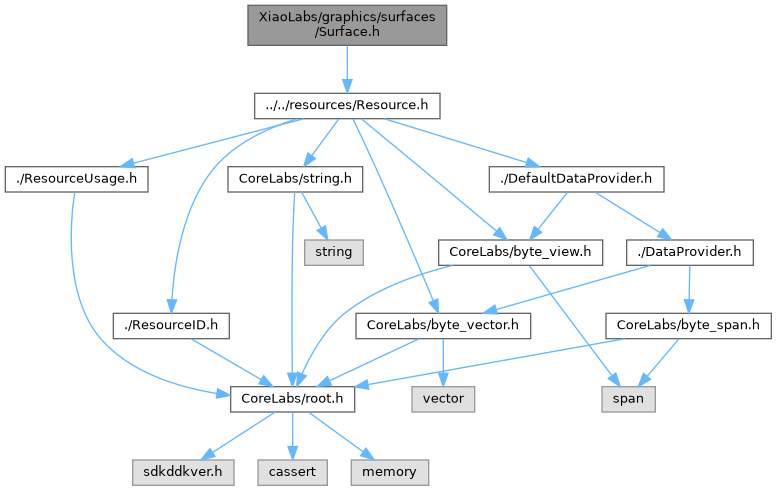 XiaoLabs/graphics/surfaces
/Surface.h
../../resources/Resource.h
./ResourceUsage.h
CoreLabs/string.h
./DefaultDataProvider.h
string
CoreLabs/byte_view.h
./DataProvider.h
./ResourceID.h
CoreLabs/byte_vector.h
CoreLabs/byte_span.h
CoreLabs/root.h
vector
span
sdkddkver.h
cassert
memory